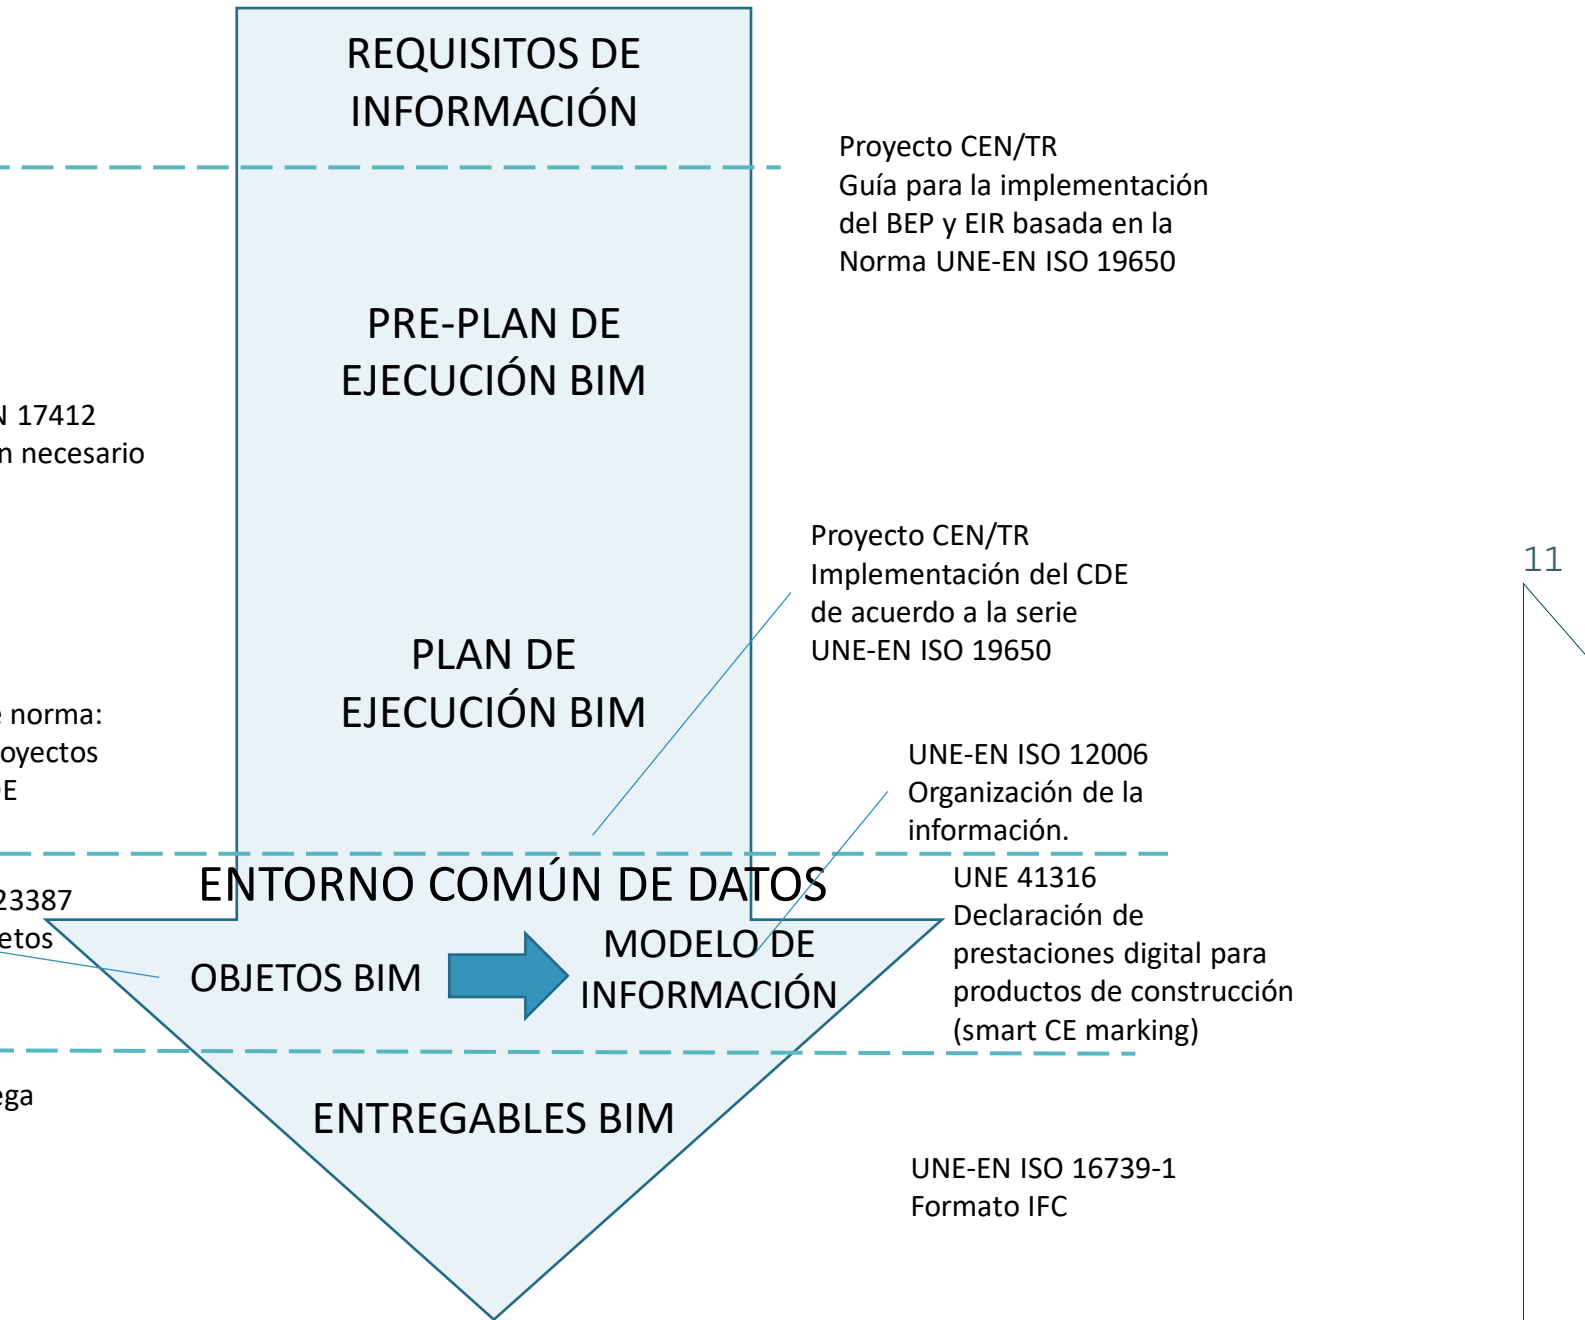 REQUISITOS DE
INFORMACIÓN
Proyecto CEN/TR
Guía para la implementación
del BEP y EIR basada en la
Norma UNE-EN ISO 19650
PRE-PLAN DE
EJECUCIÓN BIM
17412
necesario
Proyecto CEN/TR
Implementación del CDE
de acuerdo a la serie
UNE-EN ISO 19650
11
PLAN DE
EJECUCIÓN BIM
norma:
UNE-EN ISO 12006
Organización de la
información.
ENTORNO COMÚN DE DATOS
23387
OBJETOS BIM
MODELO DE
INFORMACIÓN
UNE 41316
Declaración de
prestaciones digital para
productos de construcción
(smart CE marking)
ENTREGABLES BIM
UNE-EN ISO 16739-1
Formato IFC